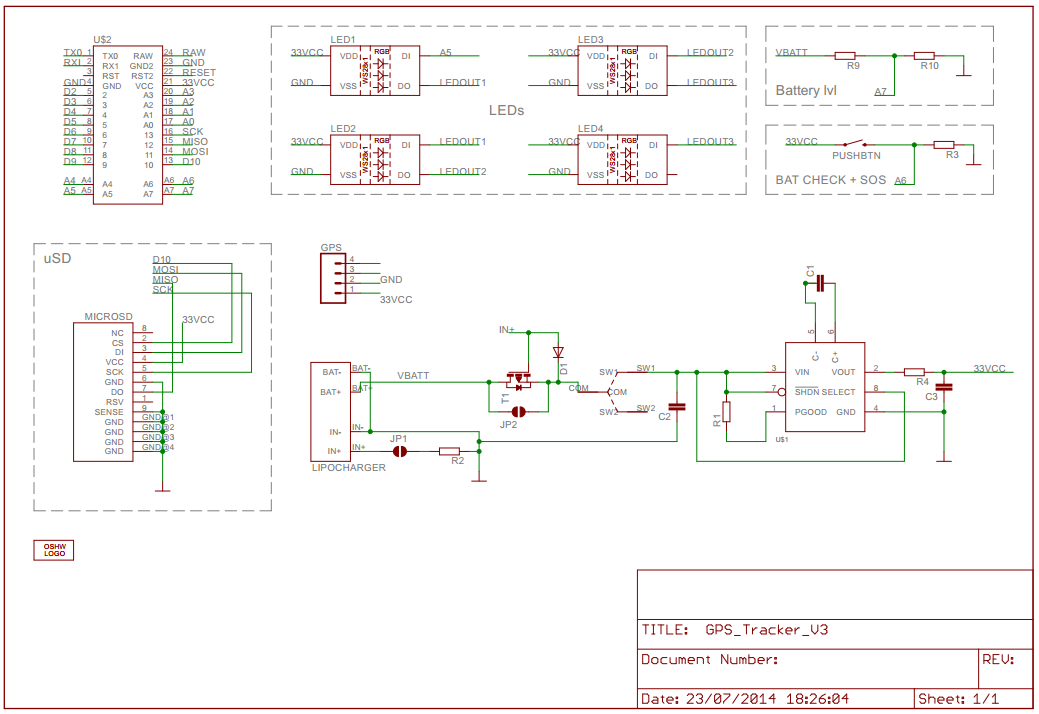 U$2
TX0 1 TX0 RAW 24 RAW
RXI 2 RX1 GND2 23 GND
3 RST RST2 22 RESET
GND 4 GND VCC 21 33VCC
D2 5 2 A3 20 A3
D3 6 3 A2 19 A2
D4 7 4 A1 18 A1
D5 8 5 A0 17 A0
D6 9 6 13 16 SCK
D7 10 7 12 15 MISO
D8 11 8 11 14 MOSI
D9 12 9 10 13 D10
A4 A4 A4 A6 A6 A6
A5 A5 A5 A7 A7 A7
LED1
33VCC VDD RGB DI A5
WS28x1
GND VSS DO LEDOUT1
LED3
33VCC VDD RGB DI LEDOUT2
WS28x1
GND VSS DO LEDOUT3
LEDs
LED2
33VCC VDD RGB DI LEDOUT1
WS28x1
GND VSS DO LEDOUT2
LED4
33VCC VDD RGB DI LEDOUT3
WS28x1
GND VSS DO
VBATT
R9 R10
Battery lvl
A7
33VCC
PUSHBTN R3
BAT CHECK + SOS A6
uSD
D10
MOSI
MISO
SCK
33VCC
MICROSD
NC 8
CS 2
DI 3
VCC 4
SCK 5
GND 6
DO 7
RSV 1
SENSE 9
GND GND@1
GND GND@2
GND GND@3
GND GND@4
GPS
4
3
2 GND
1 33VCC
BAT- BAT-
BAT+ BAT+
IN- IN-
IN+ IN+
LIPOCHARGER
VBATT
IN+
D1
T1
JP2
JP1
R2
COM COM
SW1 SW1
SW2 SW2
C2
R1
C1
5 6
C- C+
3 VIN VOUT 2
7 SHDN SELECT 8
1 PGOOD GND 4
U$1
R4
33VCC
C3
OSHW
LOGO
TITLE: GPS_Tracker_V3
Document Number: REV:
Date: 23/07/2014 18:26:04 Sheet: 1/1